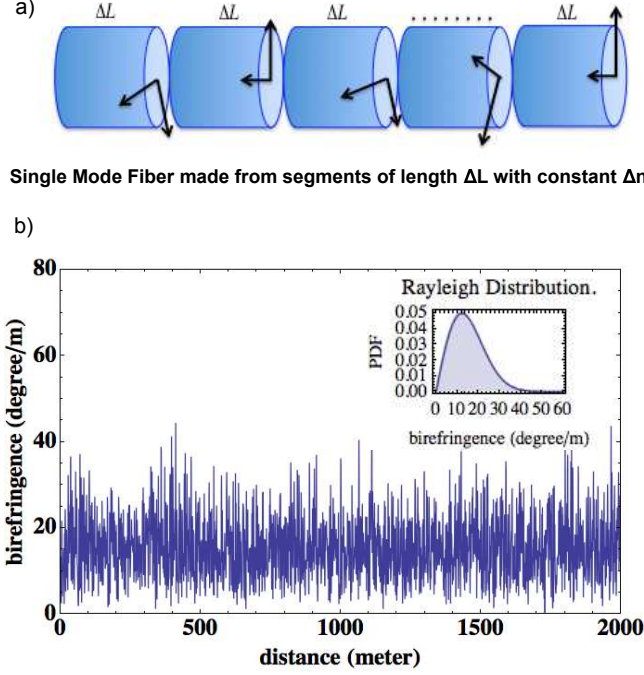 a)
ΔL ΔL ΔL ........ ΔL
Single Mode Fiber made from segments of length ΔL with constant Δn
b)
80
60
40
20
0
birefringence (degree/m)
0 500 1000 1500 2000
distance (meter)
Rayleigh Distribution.
0.05
0.04
0.03
0.02
0.01
0.00
PDF
0 10 20 30 40 50 60
birefringence (degree/m)